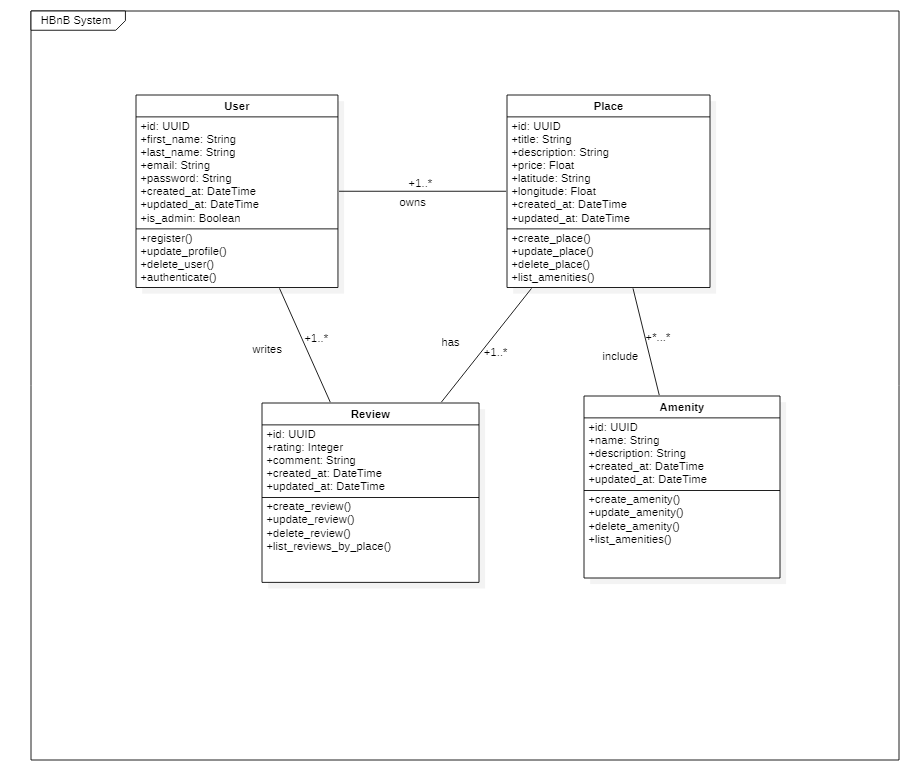 HBnB System
User
+id: UUID
+first_name: String
+last_name: String
+email: String
+password: String
+created_at: DateTime
+updated_at: DateTime
+is_admin: Boolean
+register()
+update_profile()
+delete_user()
+authenticate()
+1..*
owns
Place
+id: UUID
+title: String
+description: String
+price: Float
+latitude: String
+longitude: Float
+created_at: DateTime
+updated_at: DateTime
+create_place()
+update_place()
+delete_place()
+list_amenities()
writes
+1..*
has
+1..*
include
+*...*
Review
+id: UUID
+rating: Integer
+comment: String
+created_at: DateTime
+updated_at: DateTime
+create_review()
+update_review()
+delete_review()
+list_reviews_by_place()
Amenity
+id: UUID
+name: String
+description: String
+created_at: DateTime
+updated_at: DateTime
+create_amenity()
+update_amenity()
+delete_amenity()
+list_amenities()